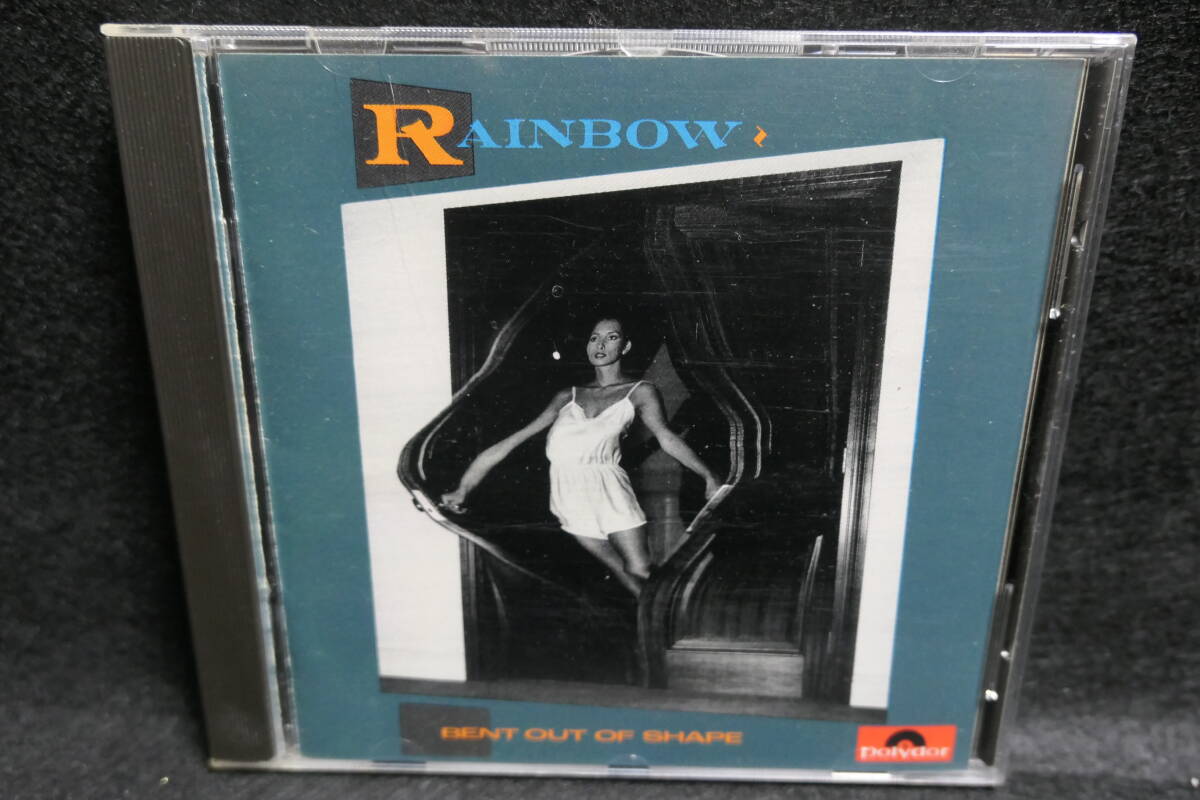 RAINBOW
BENT OUT OF SHAPE
polydor